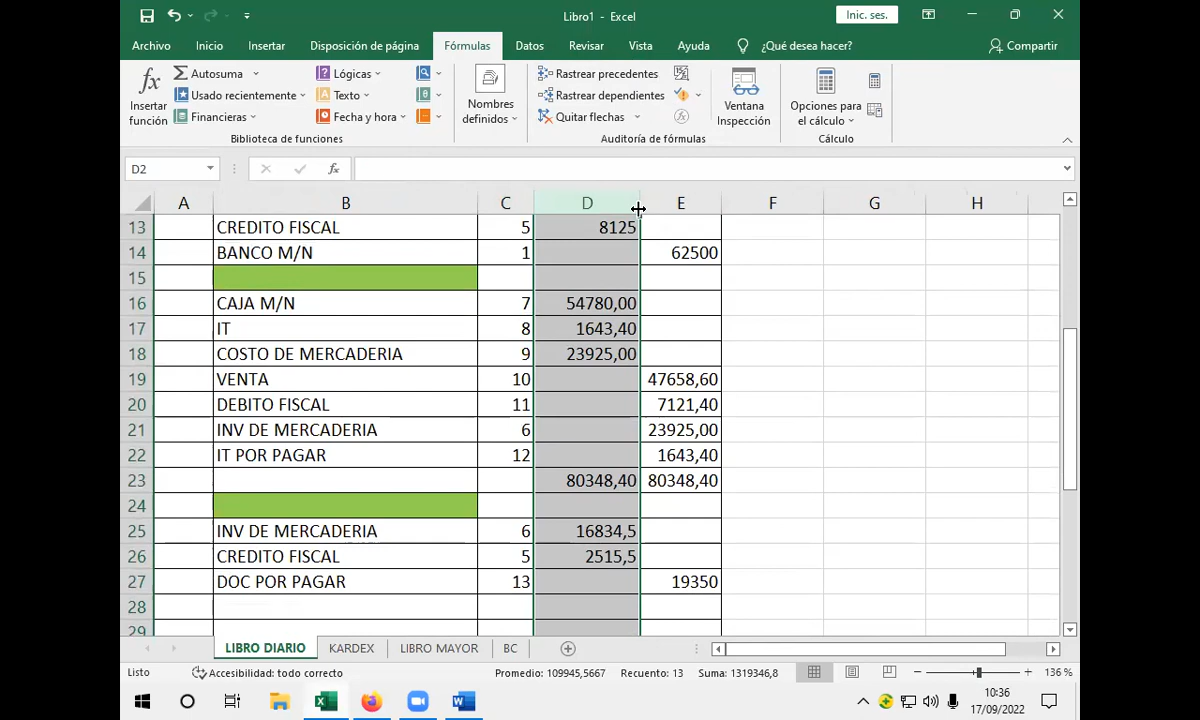 Libro1 - Excel
Inic. ses.
Archivo Inicio Insertar Disposición de página Fórmulas Datos Revisar Vista Ayuda ¿Qué desea hacer? Compartir
fx Insertar función
Autosuma
Usado recientemente
Financieras
Lógicas
Texto
Fecha y hora
Biblioteca de funciones
Nombres definidos
Rastrear precedentes
Rastrear dependientes
Quitar flechas
Auditoría de fórmulas
Ventana Inspección
Opciones para el cálculo
Cálculo
D2 fx
A B C D E F G H
13 CREDITO FISCAL 5 8125
14 BANCO M/N 1 62500
15
16 CAJA M/N 7 54780,00
17 IT 8 1643,40
18 COSTO DE MERCADERIA 9 23925,00
19 VENTA 10 47658,60
20 DEBITO FISCAL 11 7121,40
21 INV DE MERCADERIA 6 23925,00
22 IT POR PAGAR 12 1643,40
23 80348,40 80348,40
24
25 INV DE MERCADERIA 6 16834,5
26 CREDITO FISCAL 5 2515,5
27 DOC POR PAGAR 13 19350
28
29
LIBRO DIARIO KARDEX LIBRO MAYOR BC
Listo Accesibilidad: todo correcto Promedio: 109945,5667 Recuento: 13 Suma: 1319346,8 136 %
10:36
17/09/2022